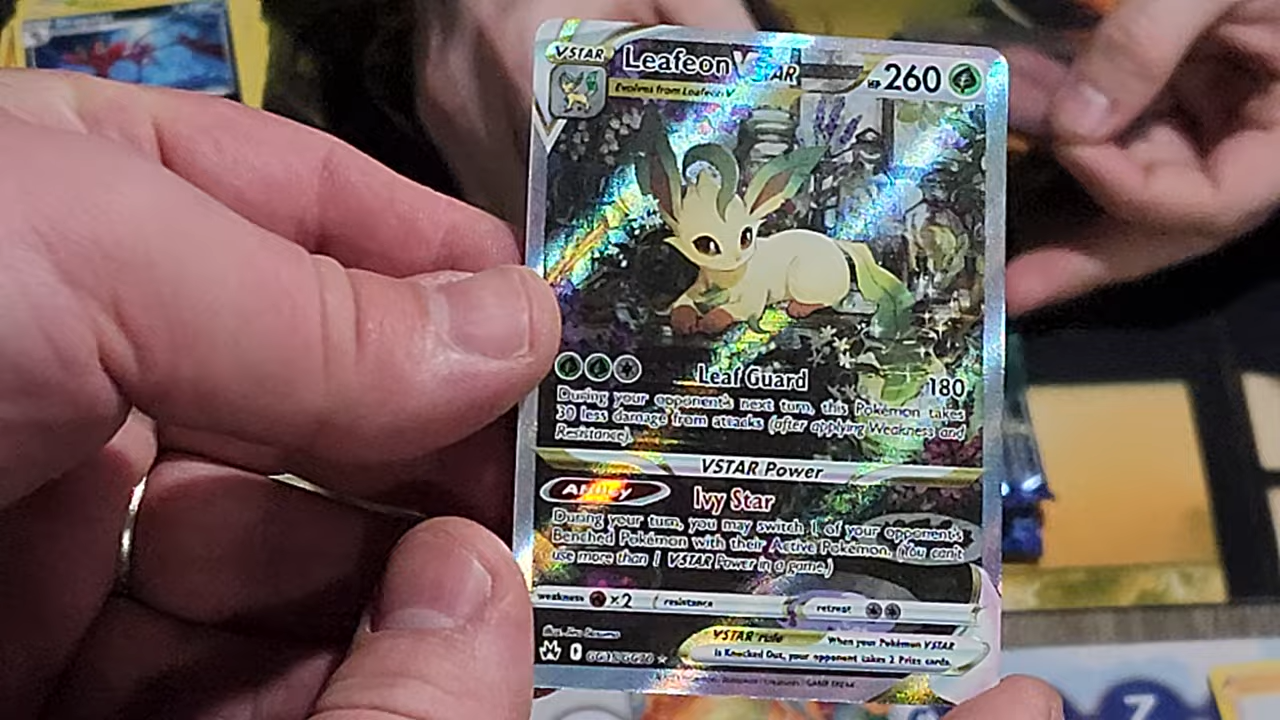 VSTAR
Leafeon VSTAR
HP 260
Evolves from Leafeon V
Leaf Guard 180
During your opponent's next turn, this Pokémon takes
30 less damage from attacks (after applying Weakness and
Resistance).
VSTAR Power
Ability Ivy Star
During your turn, you may switch 1 of your opponent's
Benched Pokémon with their Active Pokémon. (You can't
use more than 1 VSTAR Power in a game.)
weakness ×2 resistance retreat
VSTAR rule When your Pokémon VSTAR
is Knocked Out, your opponent takes 2 Prize cards.
Z